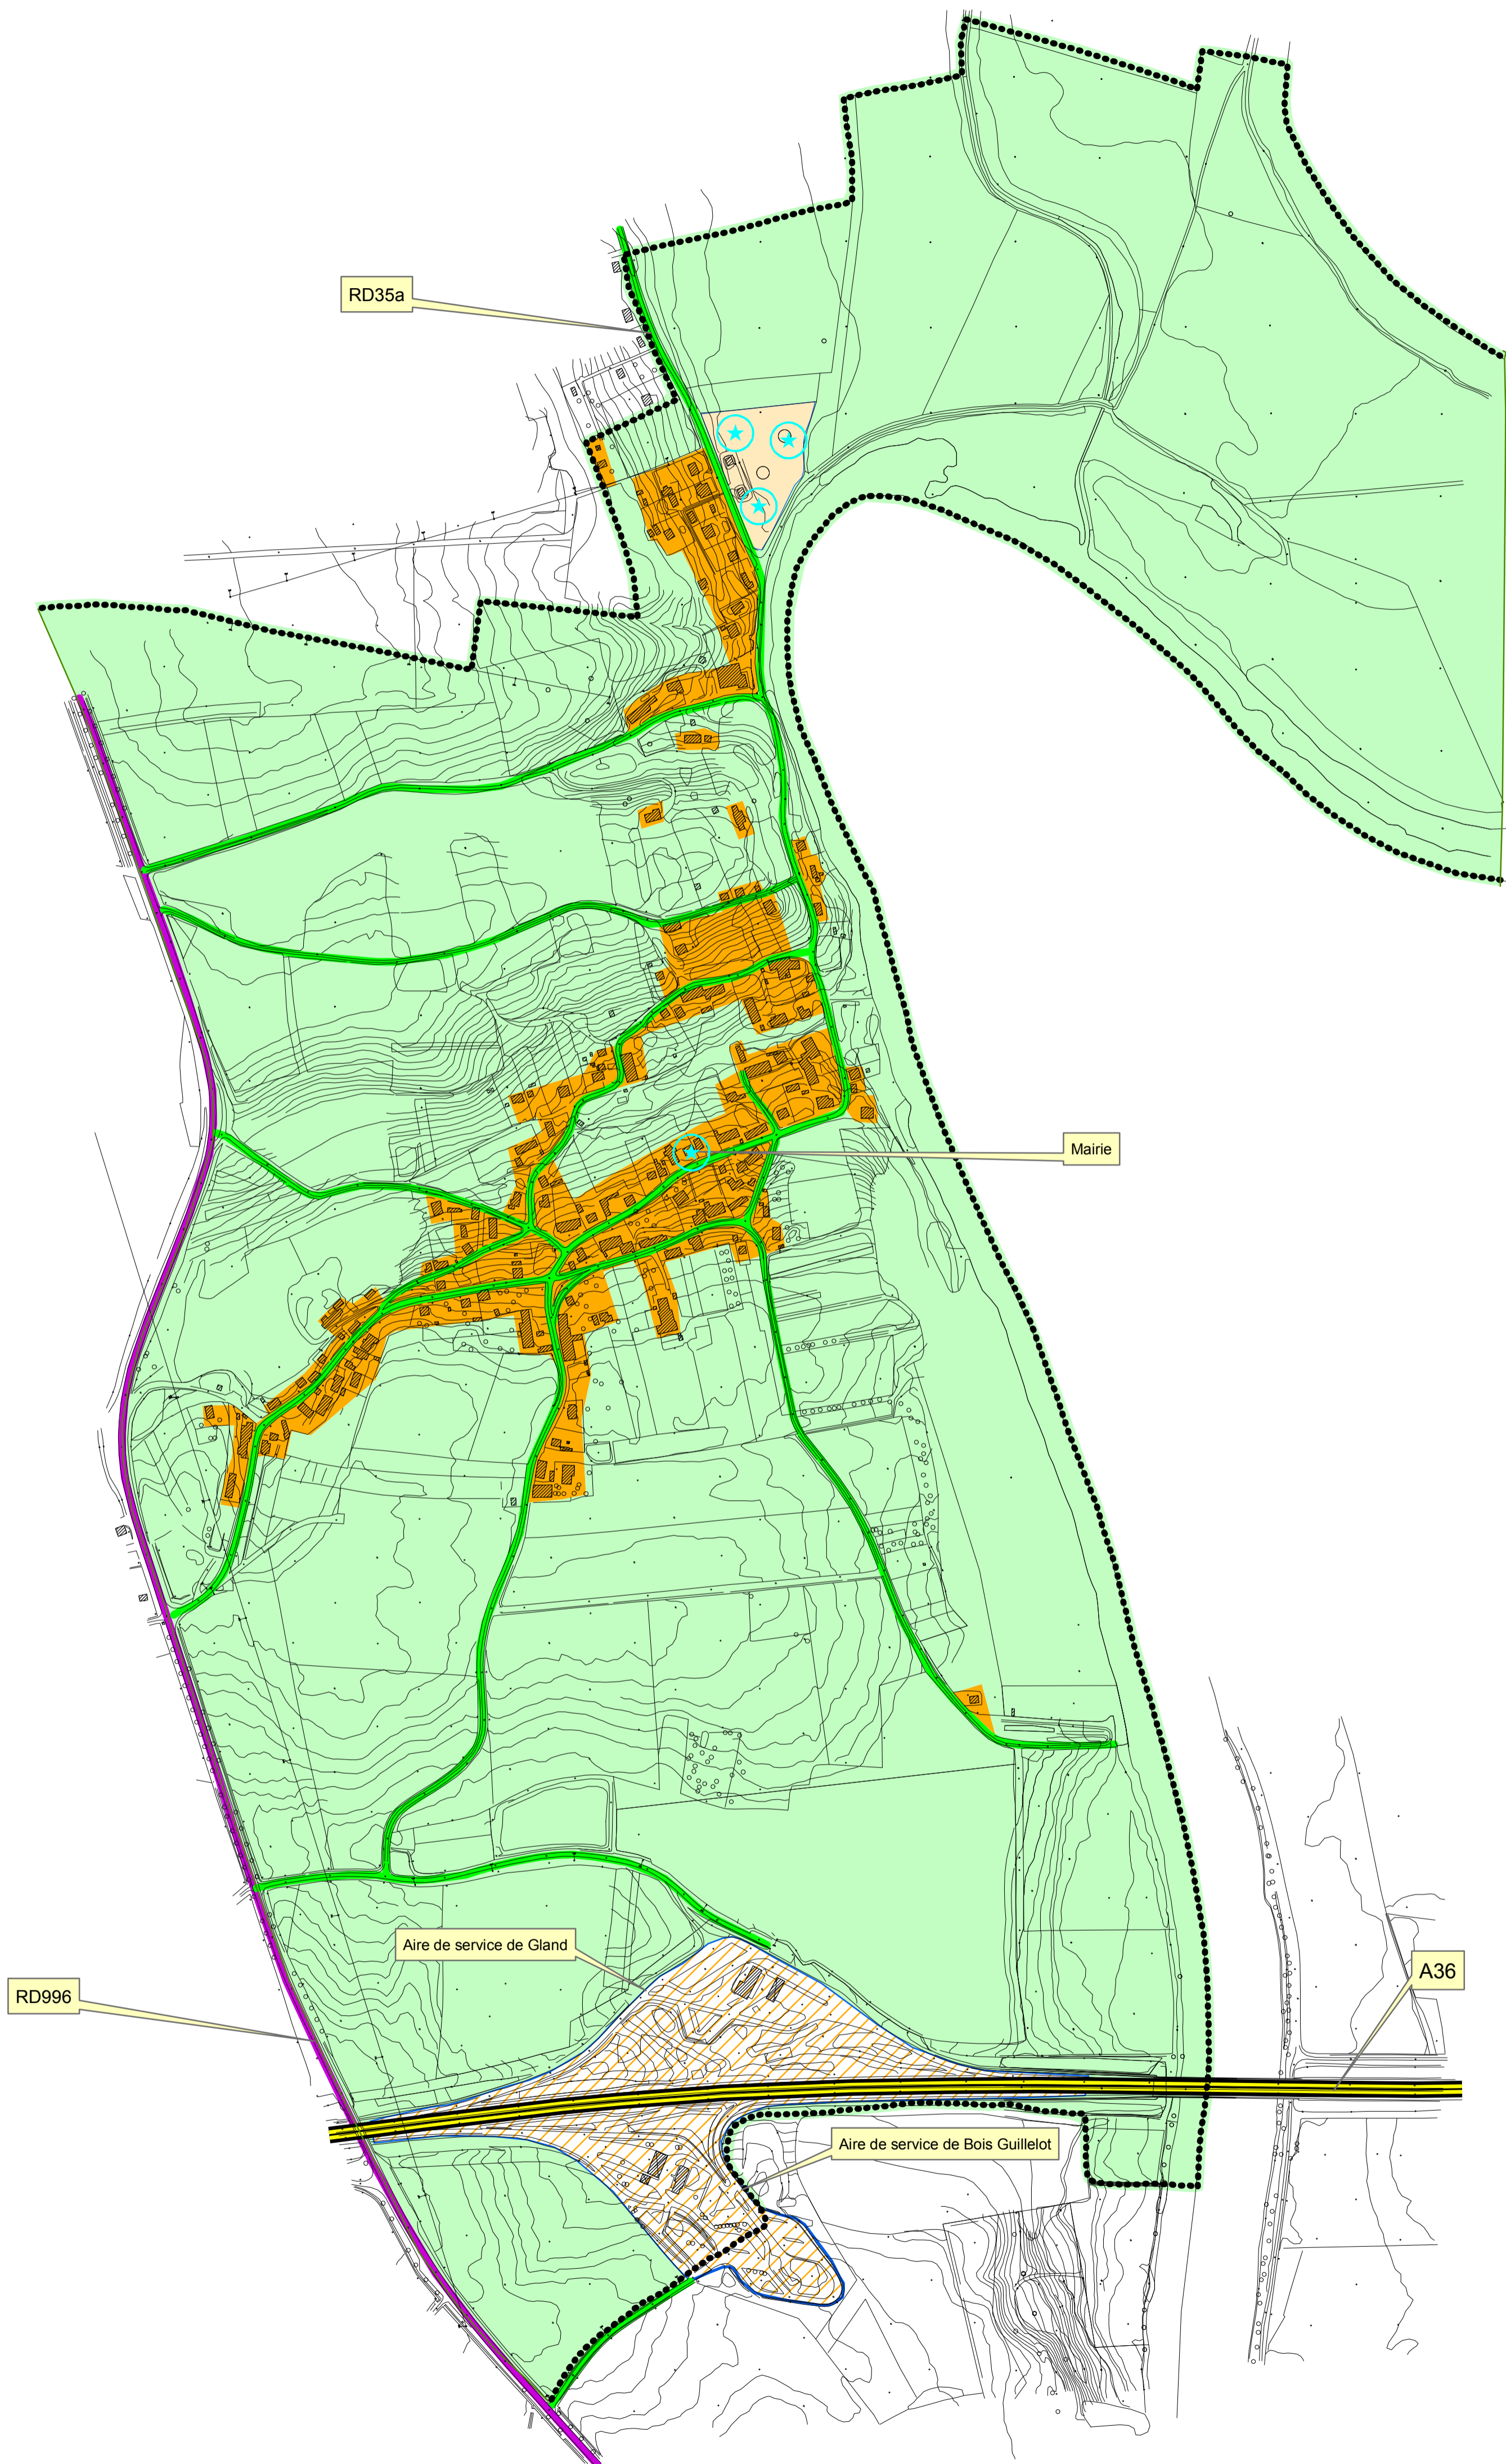 RD35a
Mairie
Aire de service de Gland
A36
RD996
Aire de service de Bois Guillelot